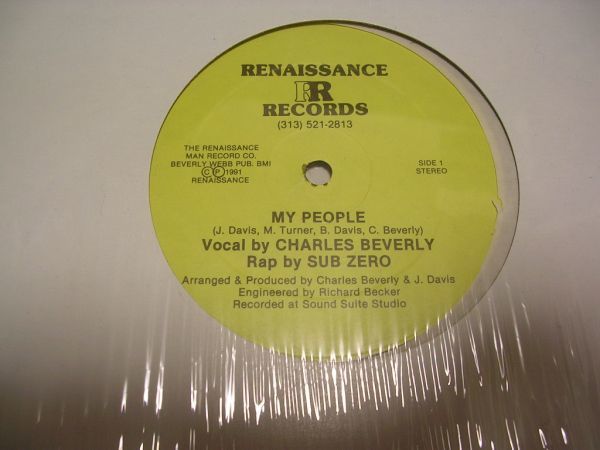 RENAISSANCE
RR
RECORDS
(313) 521-2813
THE RENAISSANCE
MAN RECORD CO.
BEVERLY WEBB PUB. BMI
Ⓒ Ⓟ 1991
RENAISSANCE
SIDE 1
STEREO
MY PEOPLE
(J. Davis, M. Turner, B. Davis, C. Beverly)
Vocal by CHARLES BEVERLY
Rap by SUB ZERO
Arranged & Produced by Charles Beverly & J. Davis
Engineered by Richard Becker
Recorded at Sound Suite Studio